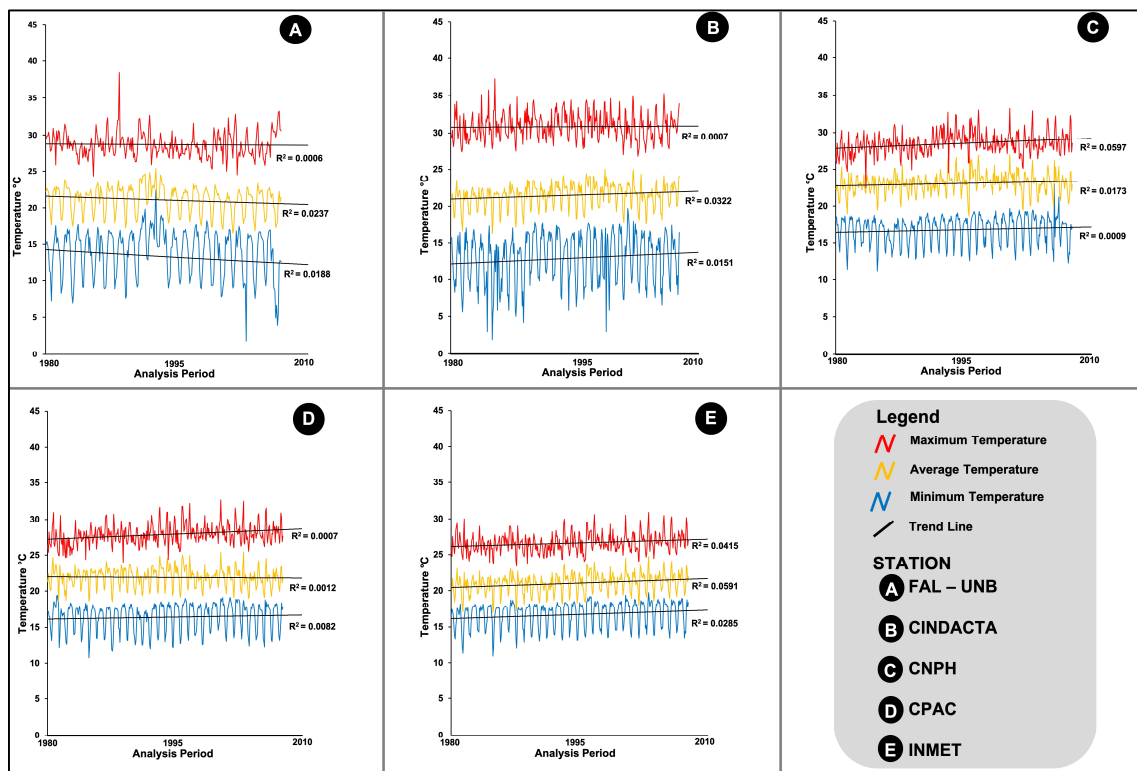 A
45
40
35
30
25
20
15
10
5
0
Temperature °C
R² = 0.0006
R² = 0.0237
R² = 0.0188
1980
1995
2010
Analysis Period
B
45
40
35
30
25
20
15
10
5
0
Temperature °C
R² = 0.0007
R² = 0.0322
R² = 0.0151
1980
1995
2010
Analysis Period
C
45
40
35
30
25
20
15
10
5
0
Temperature °C
R² = 0.0597
R² = 0.0173
R² = 0.0009
1980
1995
2010
Analysis Period
D
45
40
35
30
25
20
15
10
5
0
Temperature °C
R² = 0.0007
R² = 0.0012
R² = 0.0082
1980
1995
2010
Analysis Period
E
45
40
35
30
25
20
15
10
5
0
Temperature °C
R² = 0.0415
R² = 0.0591
R² = 0.0285
1980
1995
2010
Analysis Period
Legend
Maximum Temperature
Average Temperature
Minimum Temperature
Trend Line
STATION
A FAL – UNB
B CINDACTA
C CNPH
D CPAC
E INMET